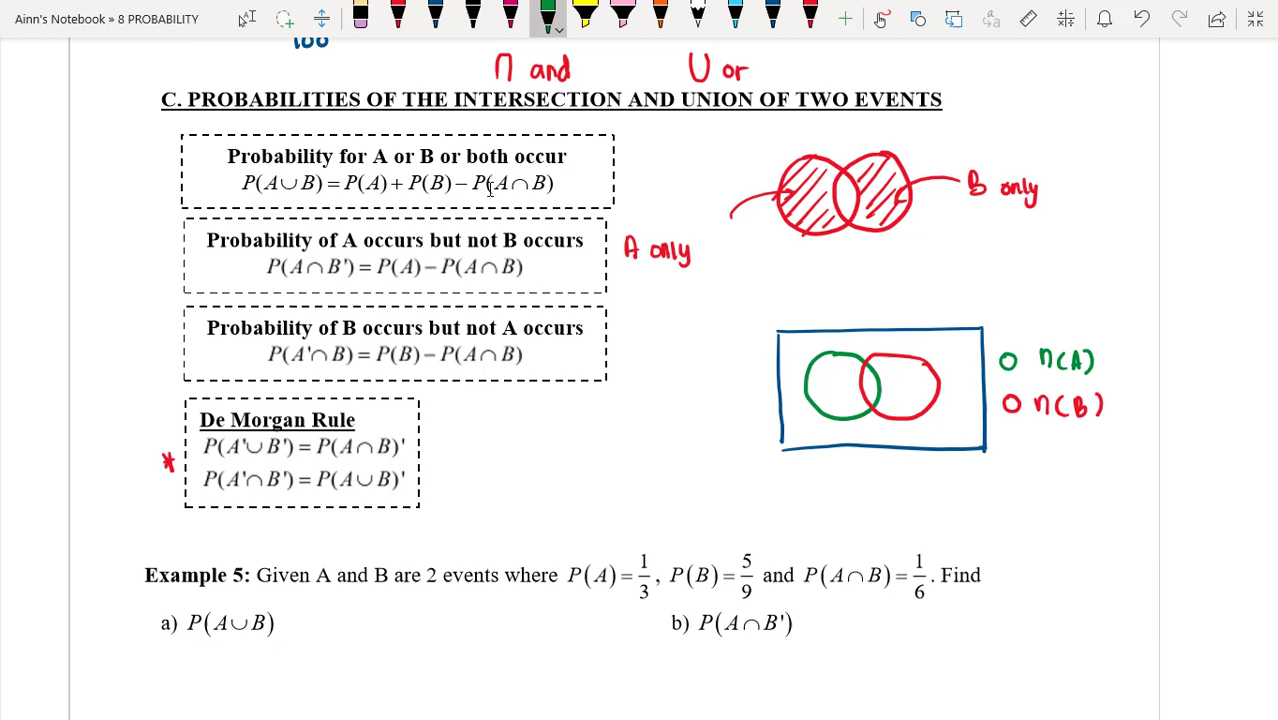 Ainn's Notebook » 8 PROBABILITY
100
∩ and U or
C. PROBABILITIES OF THE INTERSECTION AND UNION OF TWO EVENTS
Probability for A or B or both occur
P(A∪B) = P(A) + P(B) − P(A∩B)
B only
Probability of A occurs but not B occurs
P(A∩B') = P(A) − P(A∩B)
A only
Probability of B occurs but not A occurs
P(A'∩B) = P(B) − P(A∩B)
n(A)
n(B)
De Morgan Rule
P(A'∪B') = P(A∩B)'
* P(A'∩B') = P(A∪B)'
Example 5: Given A and B are 2 events where P(A) = 1/3, P(B) = 5/9 and P(A∩B) = 1/6. Find
a) P(A∪B) b) P(A∩B')